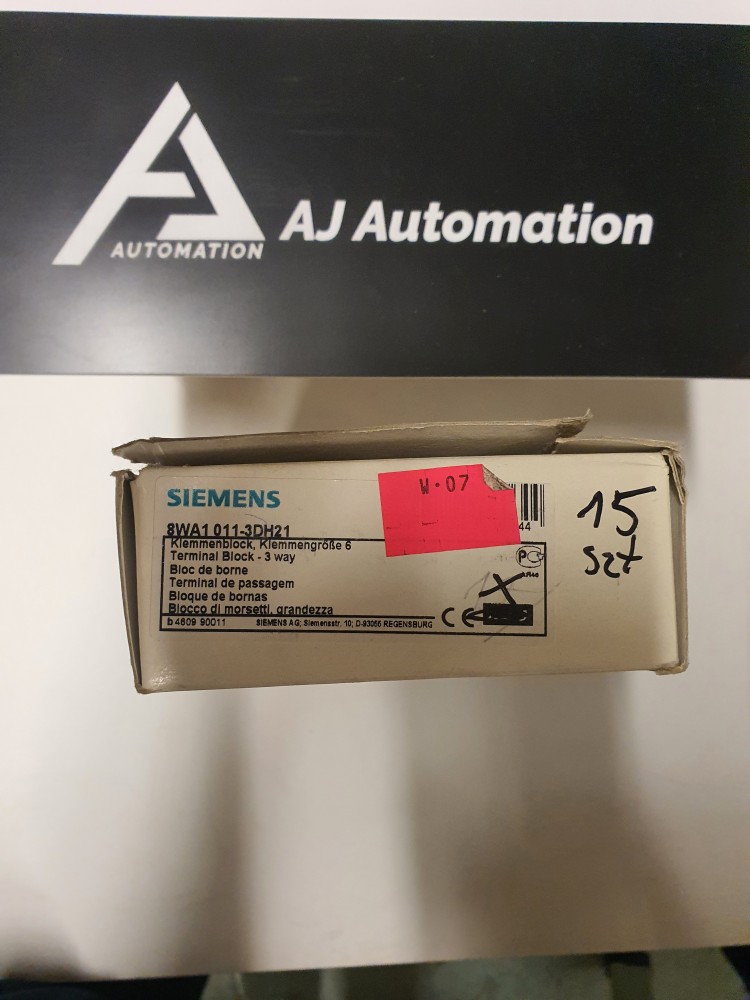 AUTOMATION
AJ Automation
SIEMENS
W·07
8WA1 011-3DH21
44
15
szt
Klemmenblock, Klemmengröße 6
Terminal Block - 3 way
Bloc de borne
Terminal de passagem
Bloque de bornas
Blocco di morsetti, grandezza
b 4609 90011
SIEMENS AG; Siemensstr. 10; D-93055 REGENSBURG
CE